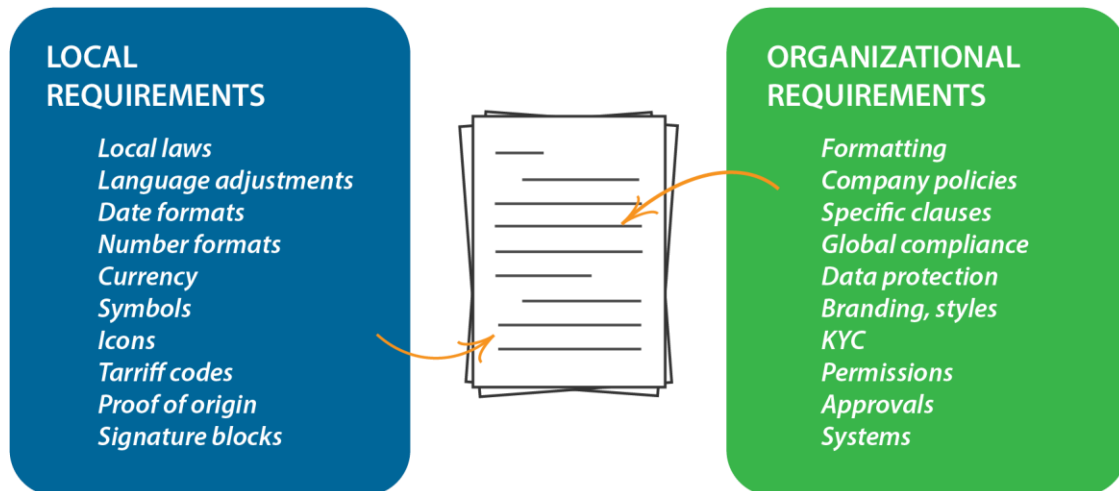 LOCAL
REQUIREMENTS
Local laws
Language adjustments
Date formats
Number formats
Currency
Symbols
Icons
Tarriff codes
Proof of origin
Signature blocks
ORGANIZATIONAL
REQUIREMENTS
Formatting
Company policies
Specific clauses
Global compliance
Data protection
Branding, styles
KYC
Permissions
Approvals
Systems